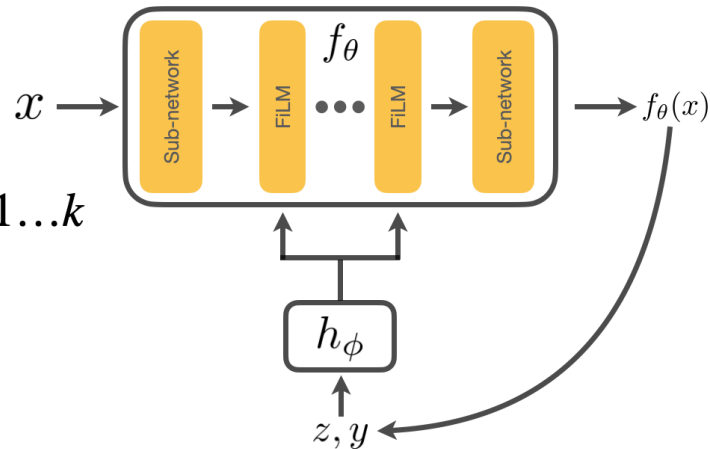 f_θ
x
Sub-network
FiLM
FiLM
Sub-network
f_θ(x)
1…k
h_ϕ
z, y